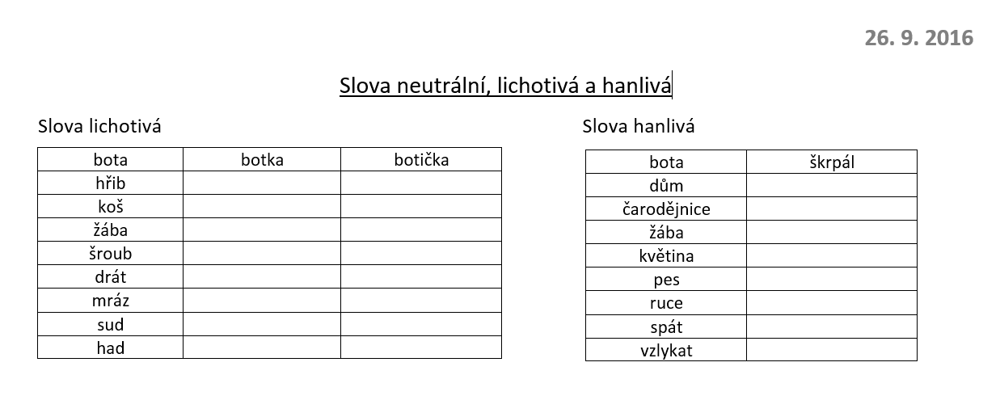 26. 9. 2016
Slova neutrální, lichotivá a hanlivá
Slova lichotivá
bota botka botička
hřib
koš
žába
šroub
drát
mráz
sud
had
Slova hanlivá
bota škrpál
dům
čarodějnice
žába
květina
pes
ruce
spát
vzlykat